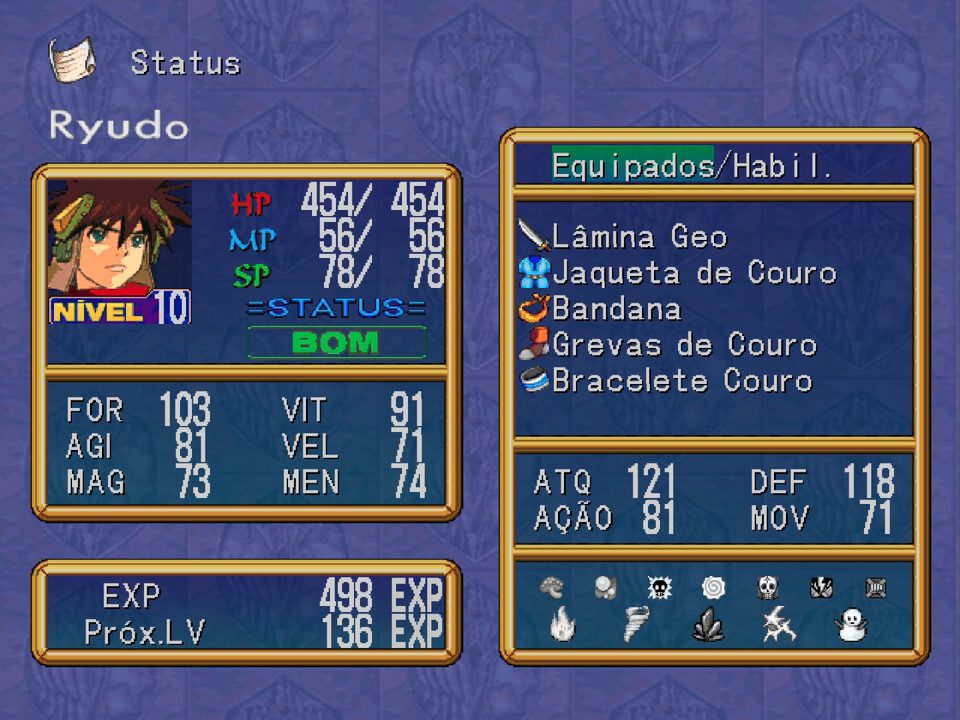 Status
Ryudo
HP 454/ 454
MP 56/ 56
SP 78/ 78
=STATUS=
BOM
NÍVEL 10
FOR 103 VIT 91
AGI 81 VEL 71
MAG 73 MEN 74
EXP 498 EXP
Próx.LV 136 EXP
Equipados/Habil.
Lâmina Geo
Jaqueta de Couro
Bandana
Grevas de Couro
Bracelete Couro
ATQ 121 DEF 118
AÇÃO 81 MOV 71